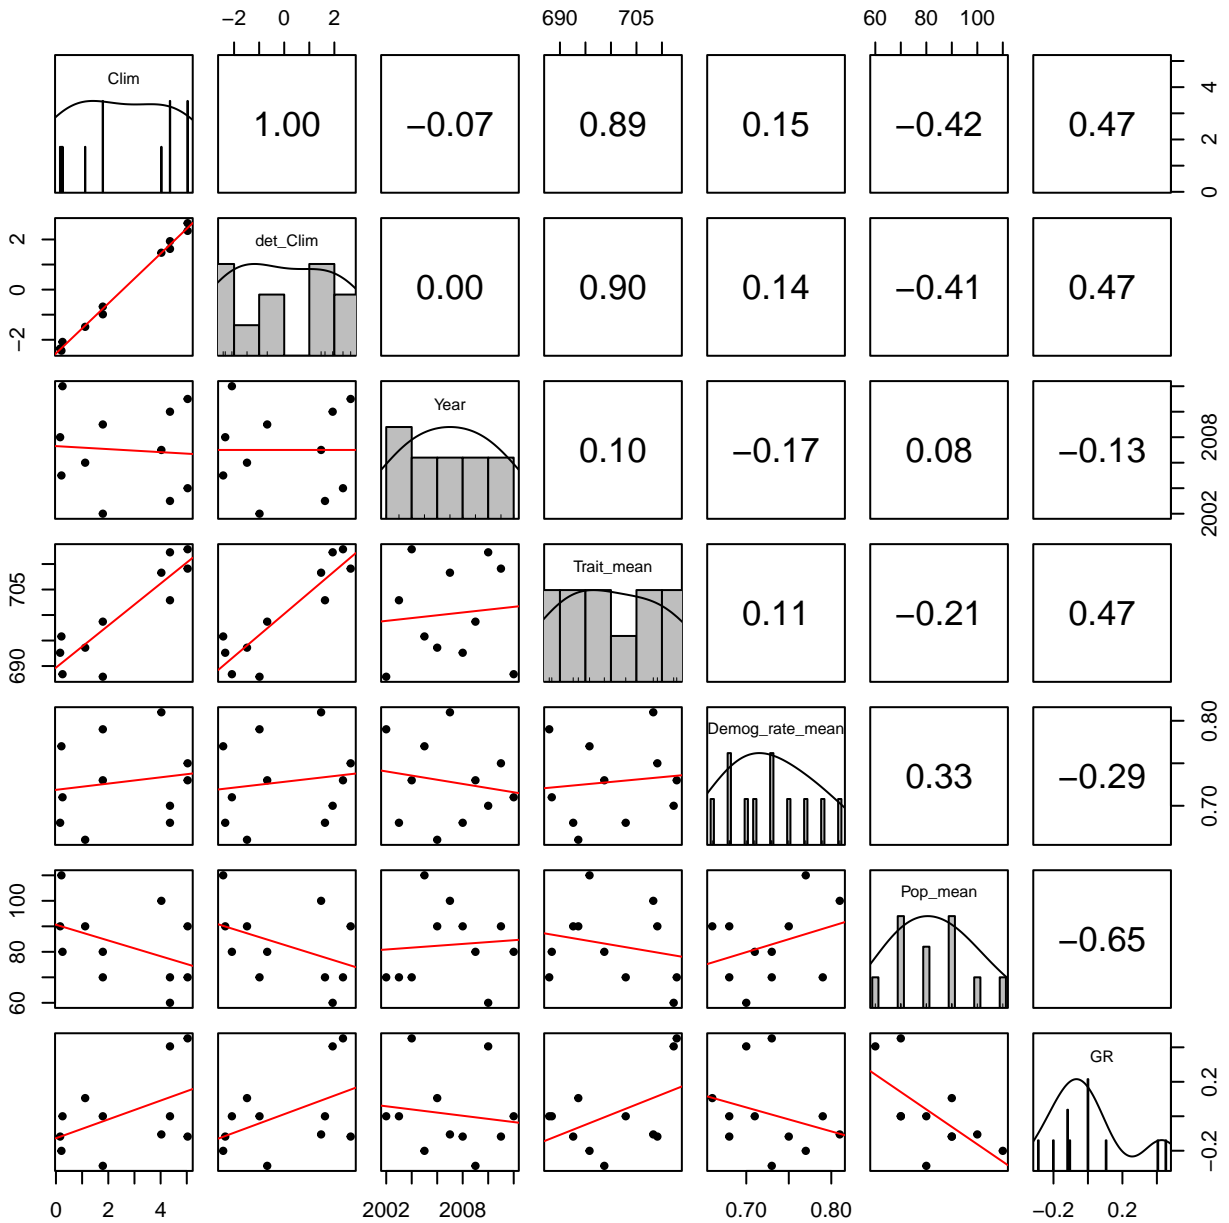 −2 0 2 690 705 60 80 100
Clim 1.00 −0.07 0.89 0.15 −0.42 0.47 0 2 4
−2 0 2 det_Clim 0.00 0.90 0.14 −0.41 0.47
Year 0.10 −0.17 0.08 −0.13 2002 2008
690 705 Trait_mean 0.11 −0.21 0.47
Demog_rate_mean 0.33 −0.29 0.70 0.80
60 80 100 Pop_mean −0.65
GR −0.2 0.2
0 2 4 2002 2008 0.70 0.80 −0.2 0.2